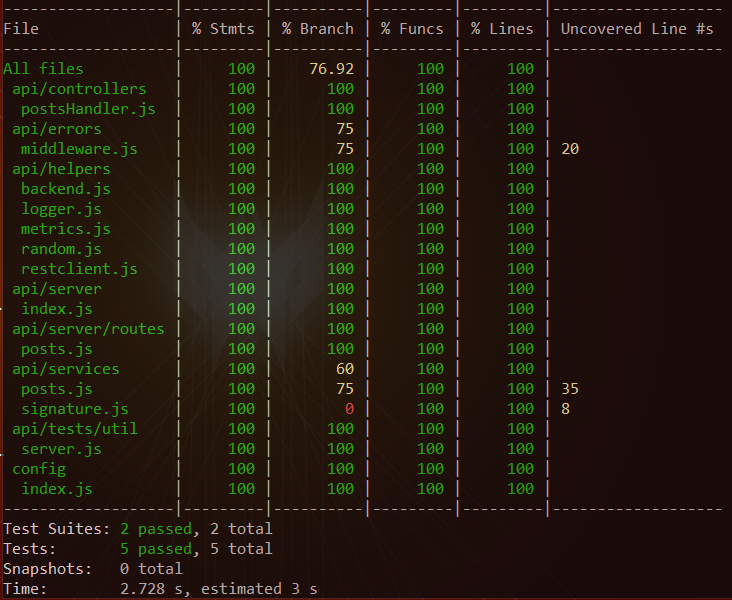 --------------------|---------|----------|---------|---------|-------------------
File                | % Stmts | % Branch | % Funcs | % Lines | Uncovered Line #s
--------------------|---------|----------|---------|---------|-------------------
All files           |     100 |    76.92 |     100 |     100 |
 api/controllers    |     100 |      100 |     100 |     100 |
  postsHandler.js   |     100 |      100 |     100 |     100 |
 api/errors         |     100 |       75 |     100 |     100 |
  middleware.js     |     100 |       75 |     100 |     100 | 20
 api/helpers        |     100 |      100 |     100 |     100 |
  backend.js        |     100 |      100 |     100 |     100 |
  logger.js         |     100 |      100 |     100 |     100 |
  metrics.js        |     100 |      100 |     100 |     100 |
  random.js         |     100 |      100 |     100 |     100 |
  restclient.js     |     100 |      100 |     100 |     100 |
 api/server         |     100 |      100 |     100 |     100 |
  index.js          |     100 |      100 |     100 |     100 |
 api/server/routes  |     100 |      100 |     100 |     100 |
  posts.js          |     100 |      100 |     100 |     100 |
 api/services       |     100 |       60 |     100 |     100 |
  posts.js          |     100 |       75 |     100 |     100 | 35
  signature.js      |     100 |        0 |     100 |     100 | 8
 api/tests/util     |     100 |      100 |     100 |     100 |
  server.js         |     100 |      100 |     100 |     100 |
 config             |     100 |      100 |     100 |     100 |
  index.js          |     100 |      100 |     100 |     100 |
--------------------|---------|----------|---------|---------|-------------------
Test Suites: 2 passed, 2 total
Tests:       5 passed, 5 total
Snapshots:   0 total
Time:        2.728 s, estimated 3 s